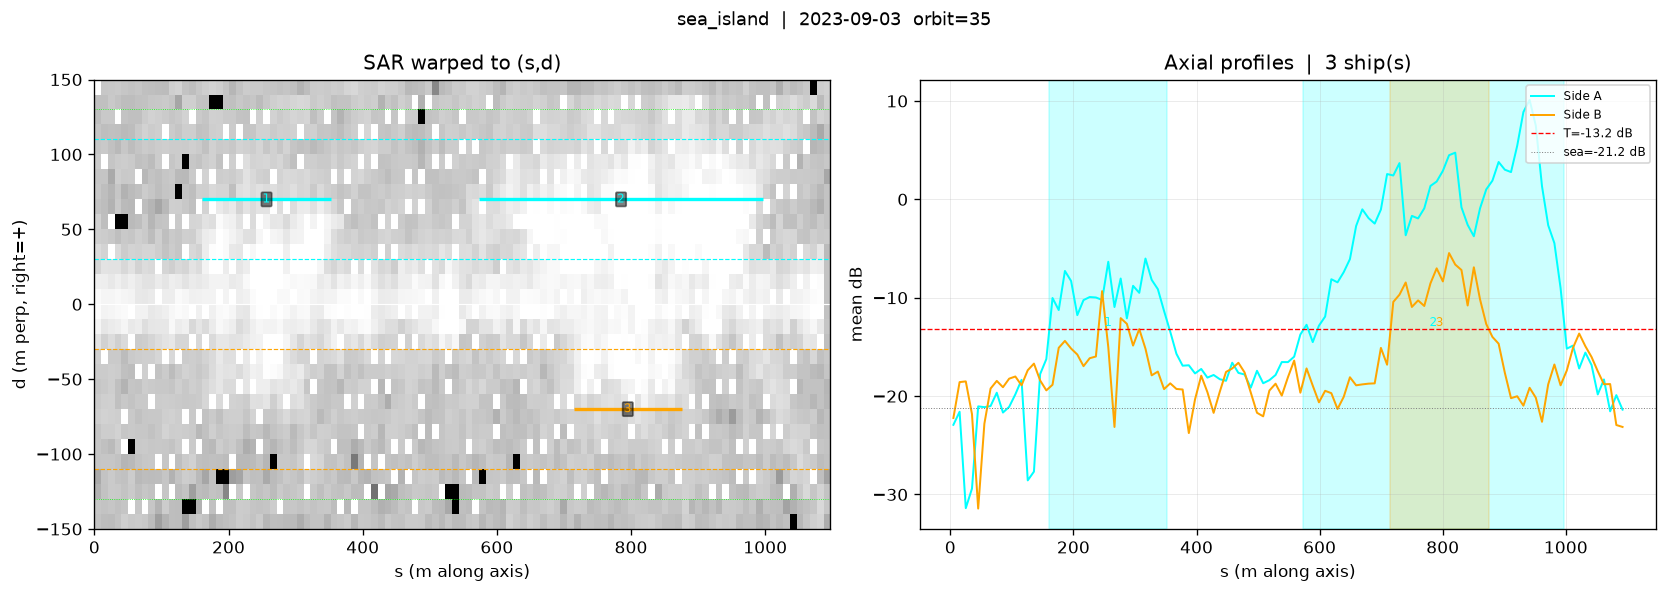 sea_island  |  2023-09-03  orbit=35
SAR warped to (s,d)
150
100
50
0
−50
−100
−150
d (m perp, right=+)
1
2
3
0
200
400
600
800
1000
s (m along axis)
Axial profiles  |  3 ship(s)
10
0
−10
−20
−30
mean dB
Side A
Side B
T=-13.2 dB
sea=-21.2 dB
1
23
0
200
400
600
800
1000
s (m along axis)